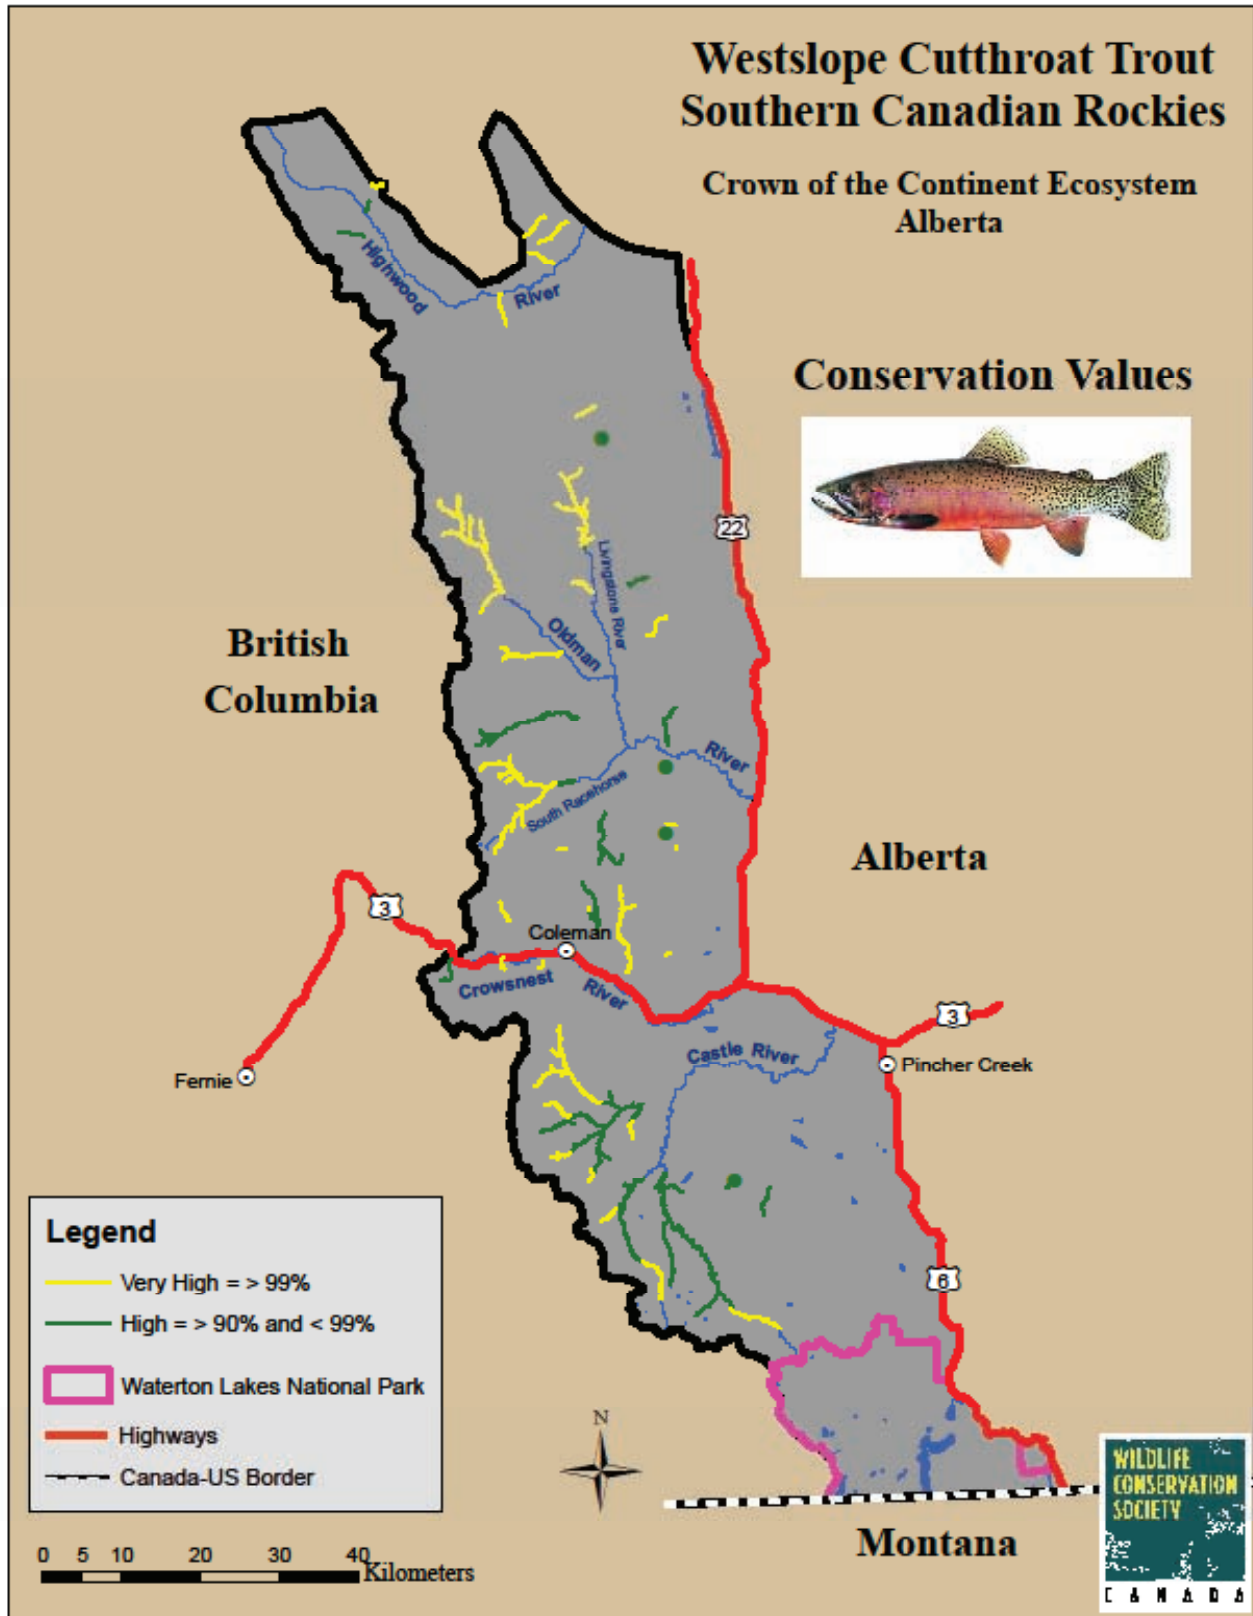 Westslope Cutthroat Trout
Southern Canadian Rockies
Crown of the Continent Ecosystem
Alberta
Highwood
River
Conservation Values
22
Livingstone River
Oldman
British
Columbia
River
South Racehorse
Alberta
3
Coleman
Crowsnest
River
3
Castle River
Pincher Creek
Fernie
6
Legend
Very High = > 99%
High = > 90% and < 99%
Waterton Lakes National Park
Highways
Canada-US Border
N
0 5 10 20 30 40 Kilometers
Montana
WILDLIFE
CONSERVATION
SOCIETY
CANADA